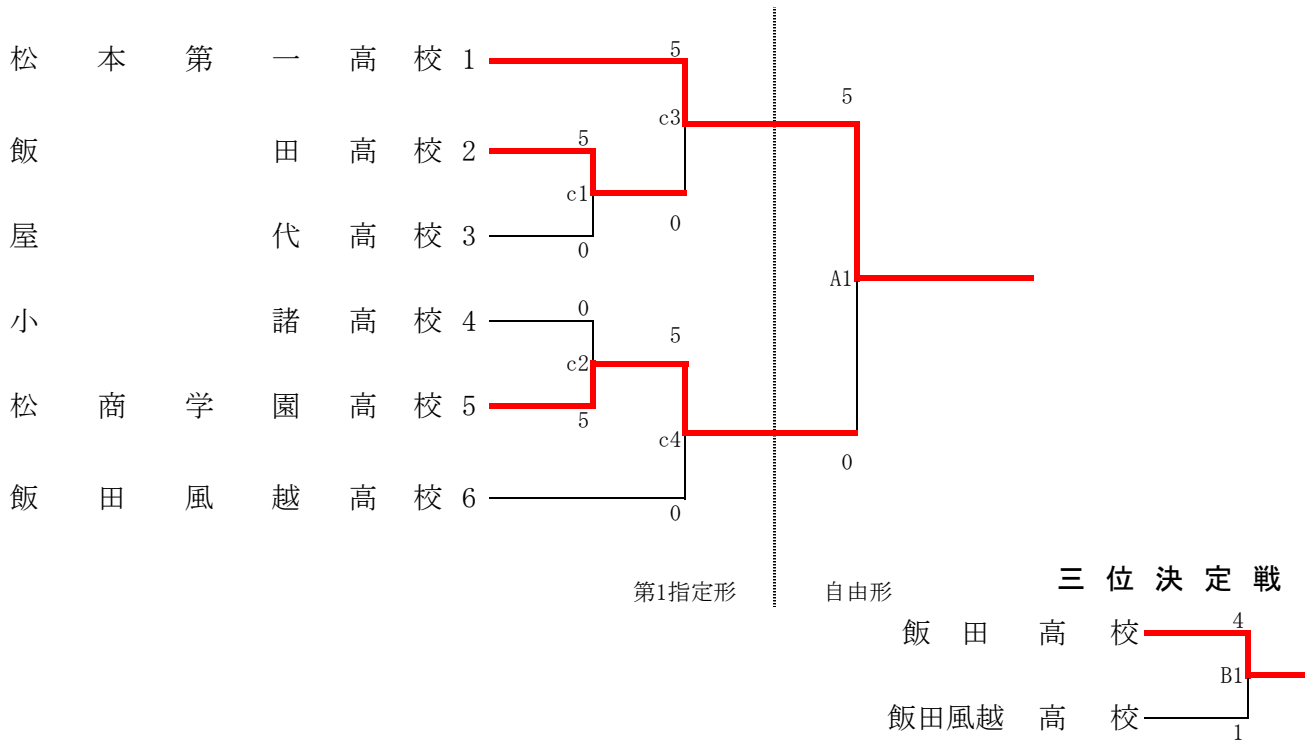 松本第一高校 1
5
5
c3
飯田高校 2
5
c1
0
屋代高校 3
0
A1
小諸高校 4
0
5
c2
松商学園高校 5
5
c4
0
飯田風越高校 6
0
第1指定形
自由形
三位決定戦
飯田高校
4
B1
飯田風越高校
1